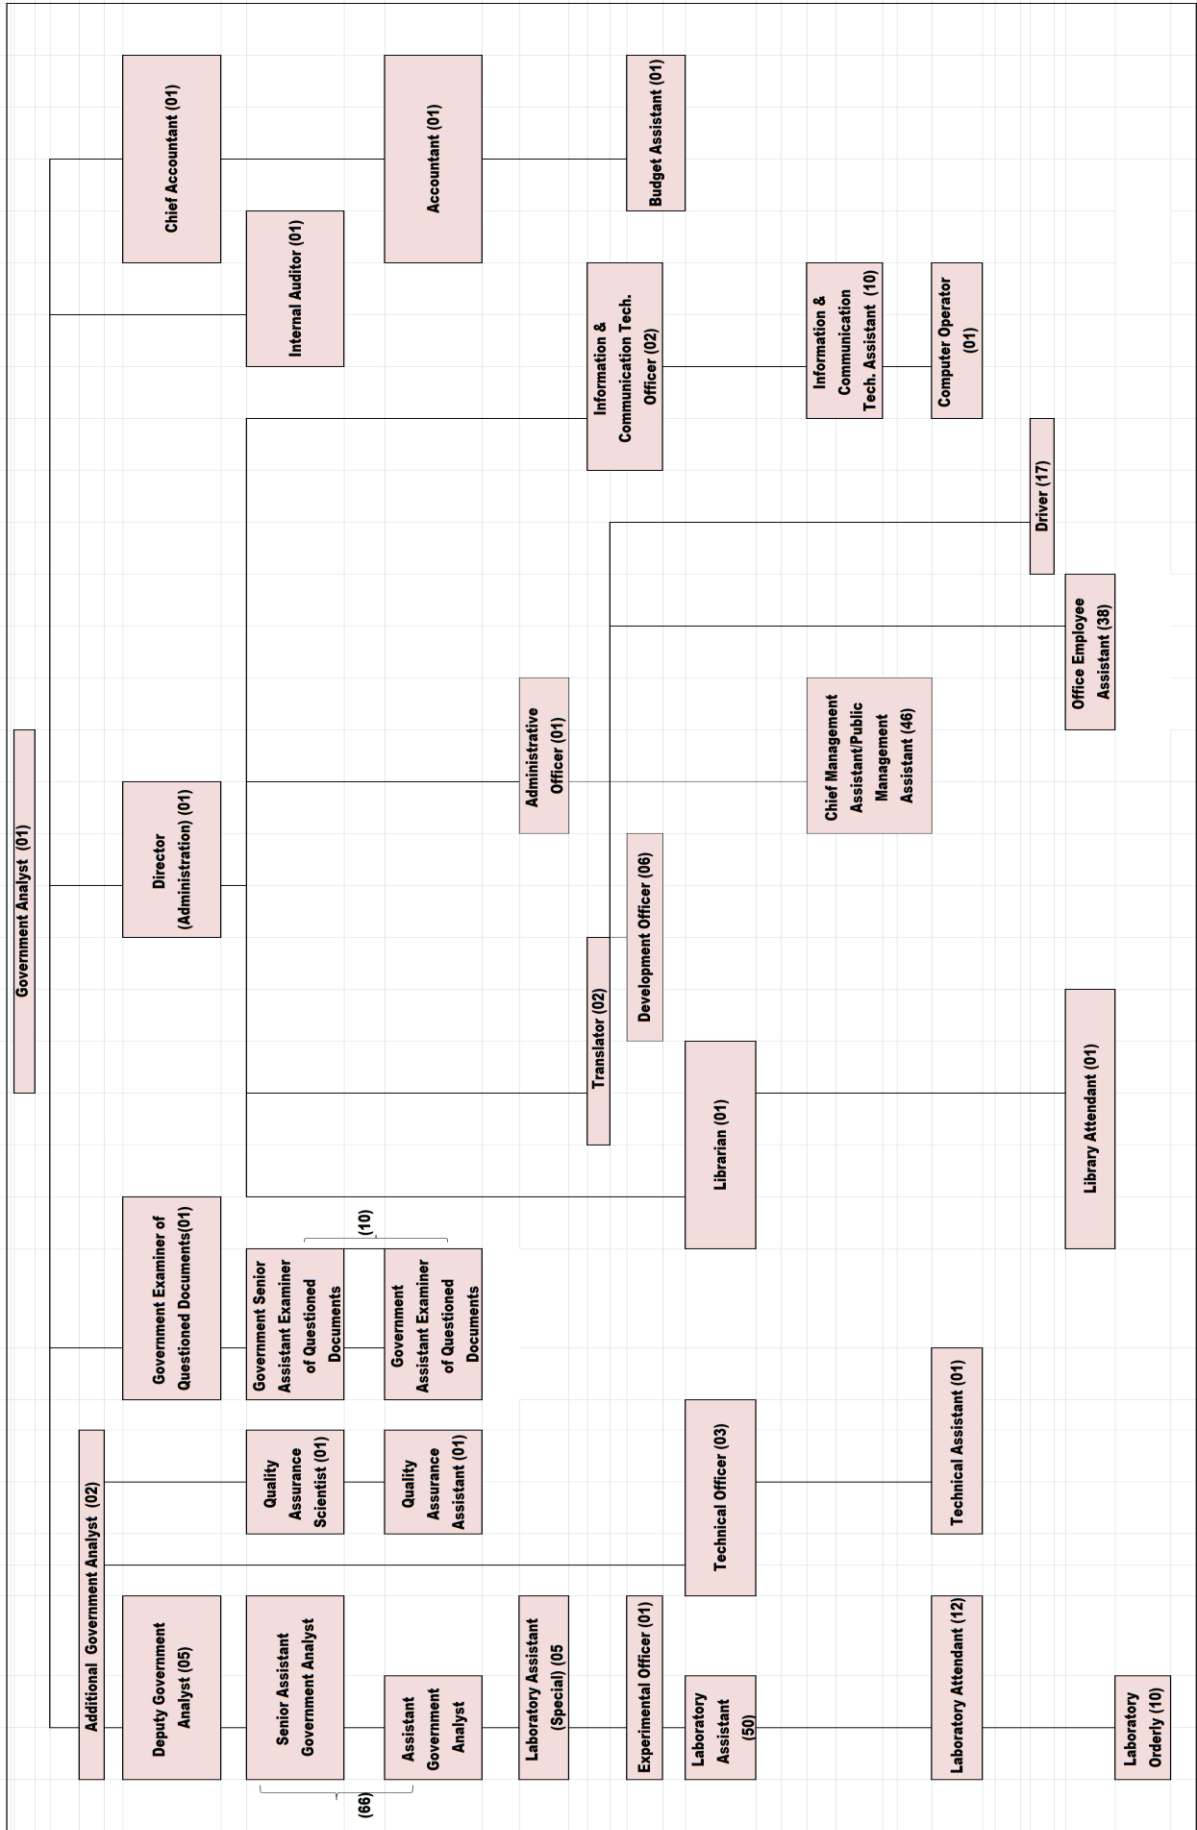 Government Analyst (01)
Additional Government Analyst (02)
Deputy Government
Analyst (05)
Government Examiner of
Questioned Documents(01)
Director
(Administration) (01)
Chief Accountant (01)
(66)
Senior Assistant
Government Analyst
Quality
Assurance
Scientist (01)
Government Senior
Assistant Examiner
of Questioned
Documents
(10)
Internal Auditor (01)
Assistant
Government
Analyst
Quality
Assurance
Assistant (01)
Government
Assistant Examiner
of Questioned
Documents
Accountant (01)
Laboratory Assistant
(Special) (05
Administrative
Officer (01)
Translator (02)
Information &
Communication Tech.
Officer (02)
Experimental Officer (01)
Development Officer (06)
Budget Assistant (01)
Laboratory
Assistant
(50)
Technical Officer (03)
Librarian (01)
Chief Management
Assistant/Public
Management
Assistant (46)
Information &
Communication
Tech. Assistant (10)
Laboratory Attendant (12)
Technical Assistant (01)
Computer Operator
(01)
Driver (17)
Library Attendant (01)
Office Employee
Assistant (38)
Laboratory
Orderly (10)